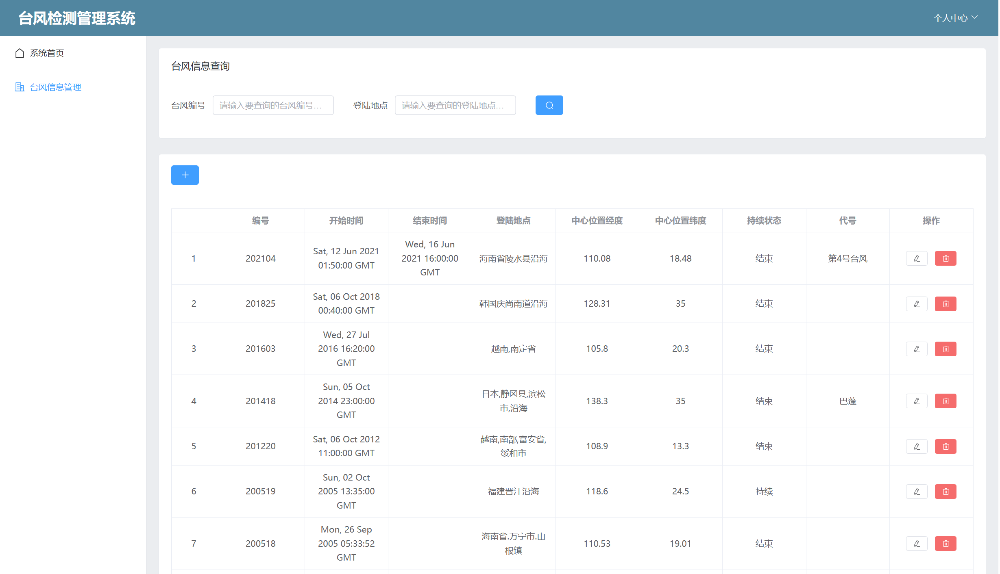 台风检测管理系统
个人中心
系统首页
台风信息管理
台风信息查询
台风编号 请输入要查询的台风编号... 登陆地点 请输入要查询的登陆地点...
编号 开始时间 结束时间 登陆地点 中心位置经度 中心位置纬度 持续状态 代号 操作
1 202104 Sat, 12 Jun 2021 01:50:00 GMT Wed, 16 Jun 2021 16:00:00 GMT 海南省陵水县沿海 110.08 18.48 结束 第4号台风
2 201825 Sat, 06 Oct 2018 00:40:00 GMT 韩国庆尚南道沿海 128.31 35 结束
3 201603 Wed, 27 Jul 2016 16:20:00 GMT 越南,南定省 105.8 20.3 结束
4 201418 Sun, 05 Oct 2014 23:00:00 GMT 日本,静冈县,滨松市,沿海 138.3 35 结束 巴蓬
5 201220 Sat, 06 Oct 2012 11:00:00 GMT 越南,南部,富安省,绥和市 108.9 13.3 结束
6 200519 Sun, 02 Oct 2005 13:35:00 GMT 福建晋江沿海 118.6 24.5 持续
7 200518 Mon, 26 Sep 2005 05:33:52 GMT 海南省.万宁市.山根镇 110.53 19.01 结束